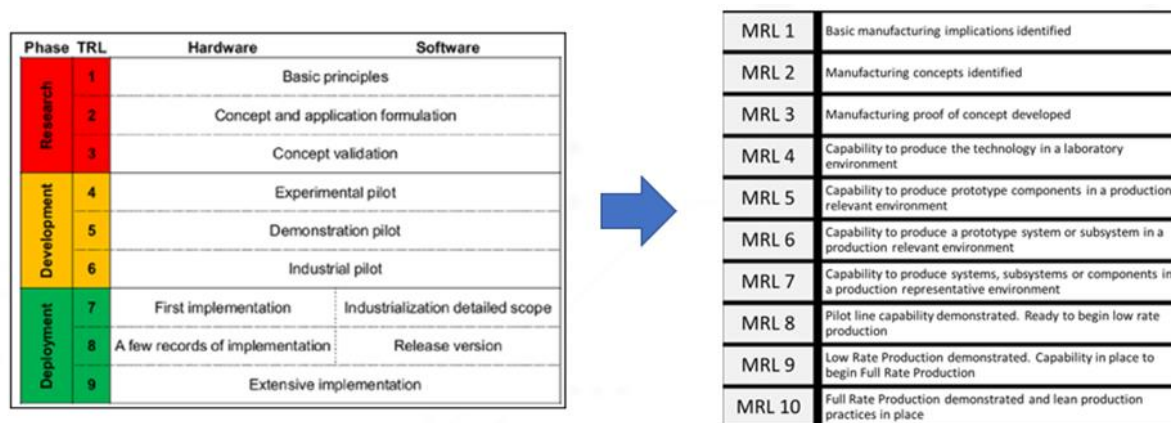 Phase TRL Hardware Software
Research
1 Basic principles
2 Concept and application formulation
3 Concept validation
Development
4 Experimental pilot
5 Demonstration pilot
6 Industrial pilot
Deployment
7 First implementation Industrialization detailed scope
8 A few records of implementation Release version
9 Extensive implementation
MRL 1 Basic manufacturing implications identified
MRL 2 Manufacturing concepts identified
MRL 3 Manufacturing proof of concept developed
MRL 4 Capability to produce the technology in a laboratory
environment
MRL 5 Capability to produce prototype components in a production
relevant environment
MRL 6 Capability to produce a prototype system or subsystem in a
production relevant environment
MRL 7 Capability to produce systems, subsystems or components in
a production representative environment
MRL 8 Pilot line capability demonstrated. Ready to begin low rate
production
MRL 9 Low Rate Production demonstrated. Capability in place to
begin Full Rate Production
MRL 10 Full Rate Production demonstrated and lean production
practices in place